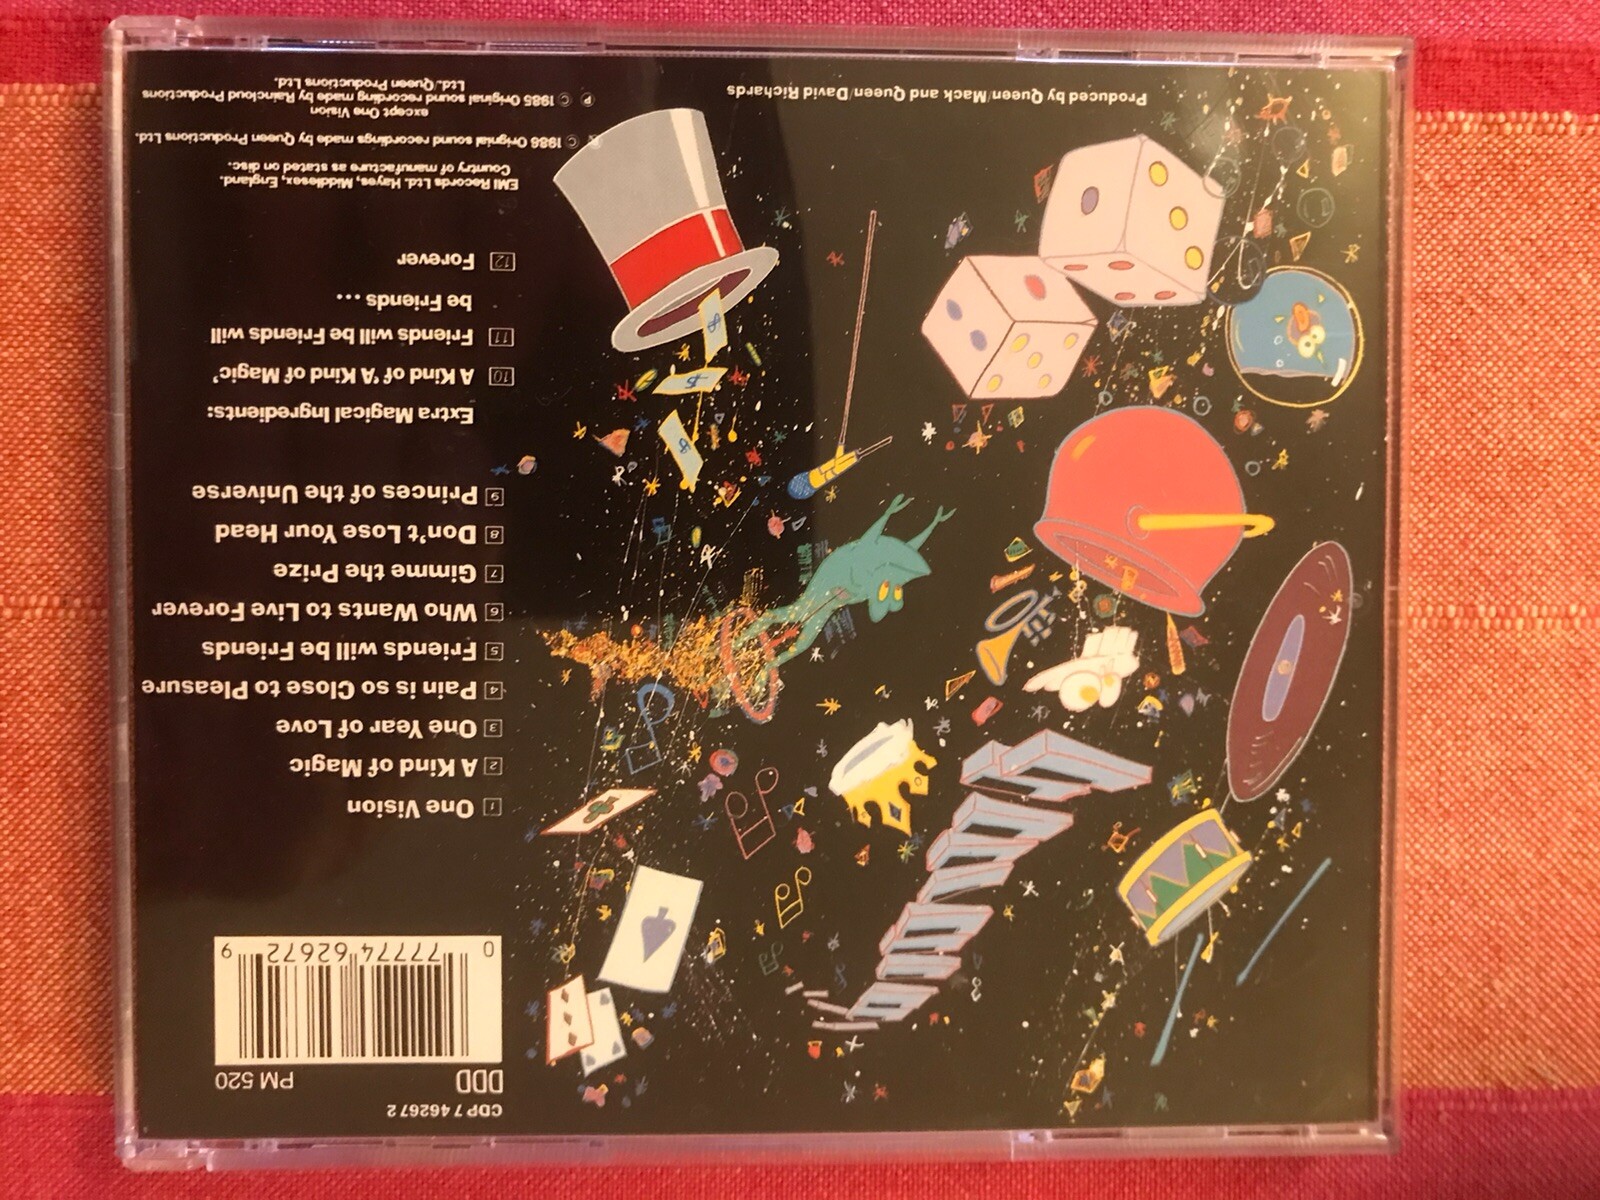 CDP 7 46267 2
DDD PM 520
0 77774 62672 9
1 One Vision
2 A Kind of Magic
3 One Year of Love
4 Pain is so Close to Pleasure
5 Friends will be Friends
6 Who Wants to Live Forever
7 Gimme the Prize
8 Don't Lose Your Head
9 Princes of the Universe
Extra Magical Ingredients:
10 A Kind of 'A Kind of Magic'
11 Friends will be Friends will
be Friends ...
12 Forever
EMI Records Ltd. Hayes, Middlesex, England.
Country of manufacture as stated on disc.
℗ © 1986 Orignial sound recordings made by Queen Productions Ltd.
except One Vision
℗ © 1985 Original sound recording made by Raincloud Productions
Ltd. Queen Productions Ltd.
Produced by Queen/Mack and Queen/David Richards
$
$
$